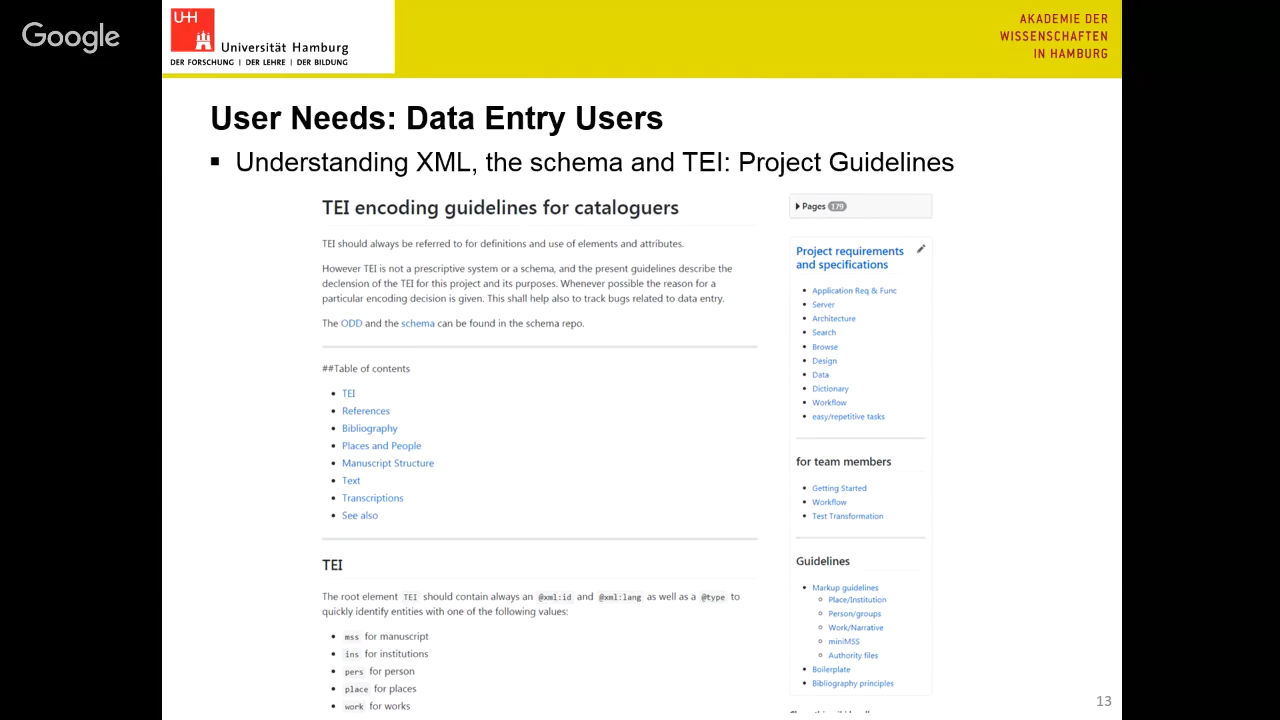 Google
UHH
Universität Hamburg
DER FORSCHUNG | DER LEHRE | DER BILDUNG
AKADEMIE DER
WISSENSCHAFTEN
IN HAMBURG
User Needs: Data Entry Users
▪ Understanding XML, the schema and TEI: Project Guidelines
TEI encoding guidelines for cataloguers
TEI should always be referred to for definitions and use of elements and attributes.
However TEI is not a prescriptive system or a schema, and the present guidelines describe the
declension of the TEI for this project and its purposes. Whenever possible the reason for a
particular encoding decision is given. This shall help also to track bugs related to data entry.
The ODD and the schema can be found in the schema repo.
##Table of contents
• TEI
• References
• Bibliography
• Places and People
• Manuscript Structure
• Text
• Transcriptions
• See also
TEI
The root element TEI should contain always an @xml:id and @xml:lang as well as a @type to
quickly identify entities with one of the following values:
• mss for manuscript
• ins for institutions
• pers for person
• place for places
• work for works
Pages 179
Project requirements
and specifications
• Application Req & Func
• Server
• Architecture
• Search
• Browse
• Design
• Data
• Dictionary
• Workflow
• easy/repetitive tasks
for team members
• Getting Started
• Workflow
• Test Transformation
Guidelines
• Markup guidelines
○ Place/Institution
○ Person/groups
○ Work/Narrative
○ miniMSS
○ Authority files
• Boilerplate
• Bibliography principles
13